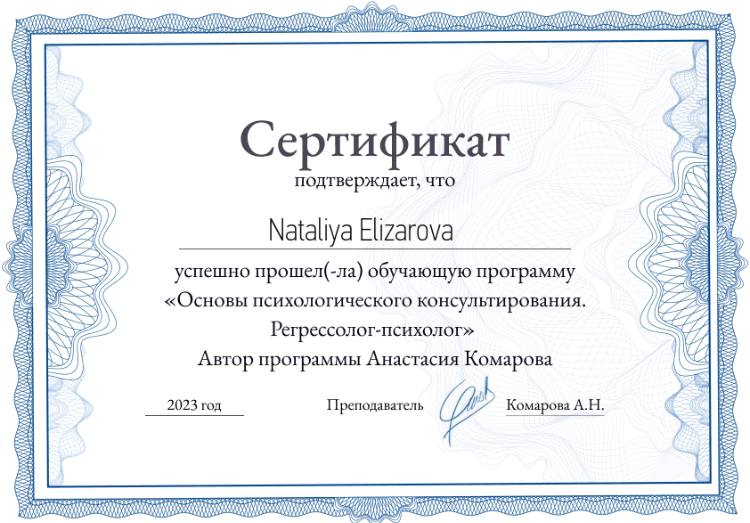 Сертификат
подтверждает, что
Nataliya Elizarova
успешно прошел(-ла) обучающую программу
«Основы психологического консультирования.
Регрессолог-психолог»
Автор программы Анастасия Комарова
2023 год Преподаватель Комарова А.Н.